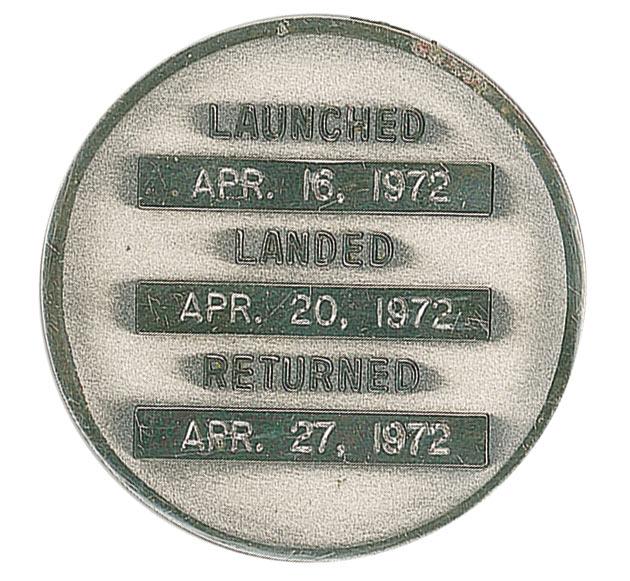 LAUNCHED
APR. 16, 1972
LANDED
APR. 20, 1972
RETURNED
APR. 27, 1972